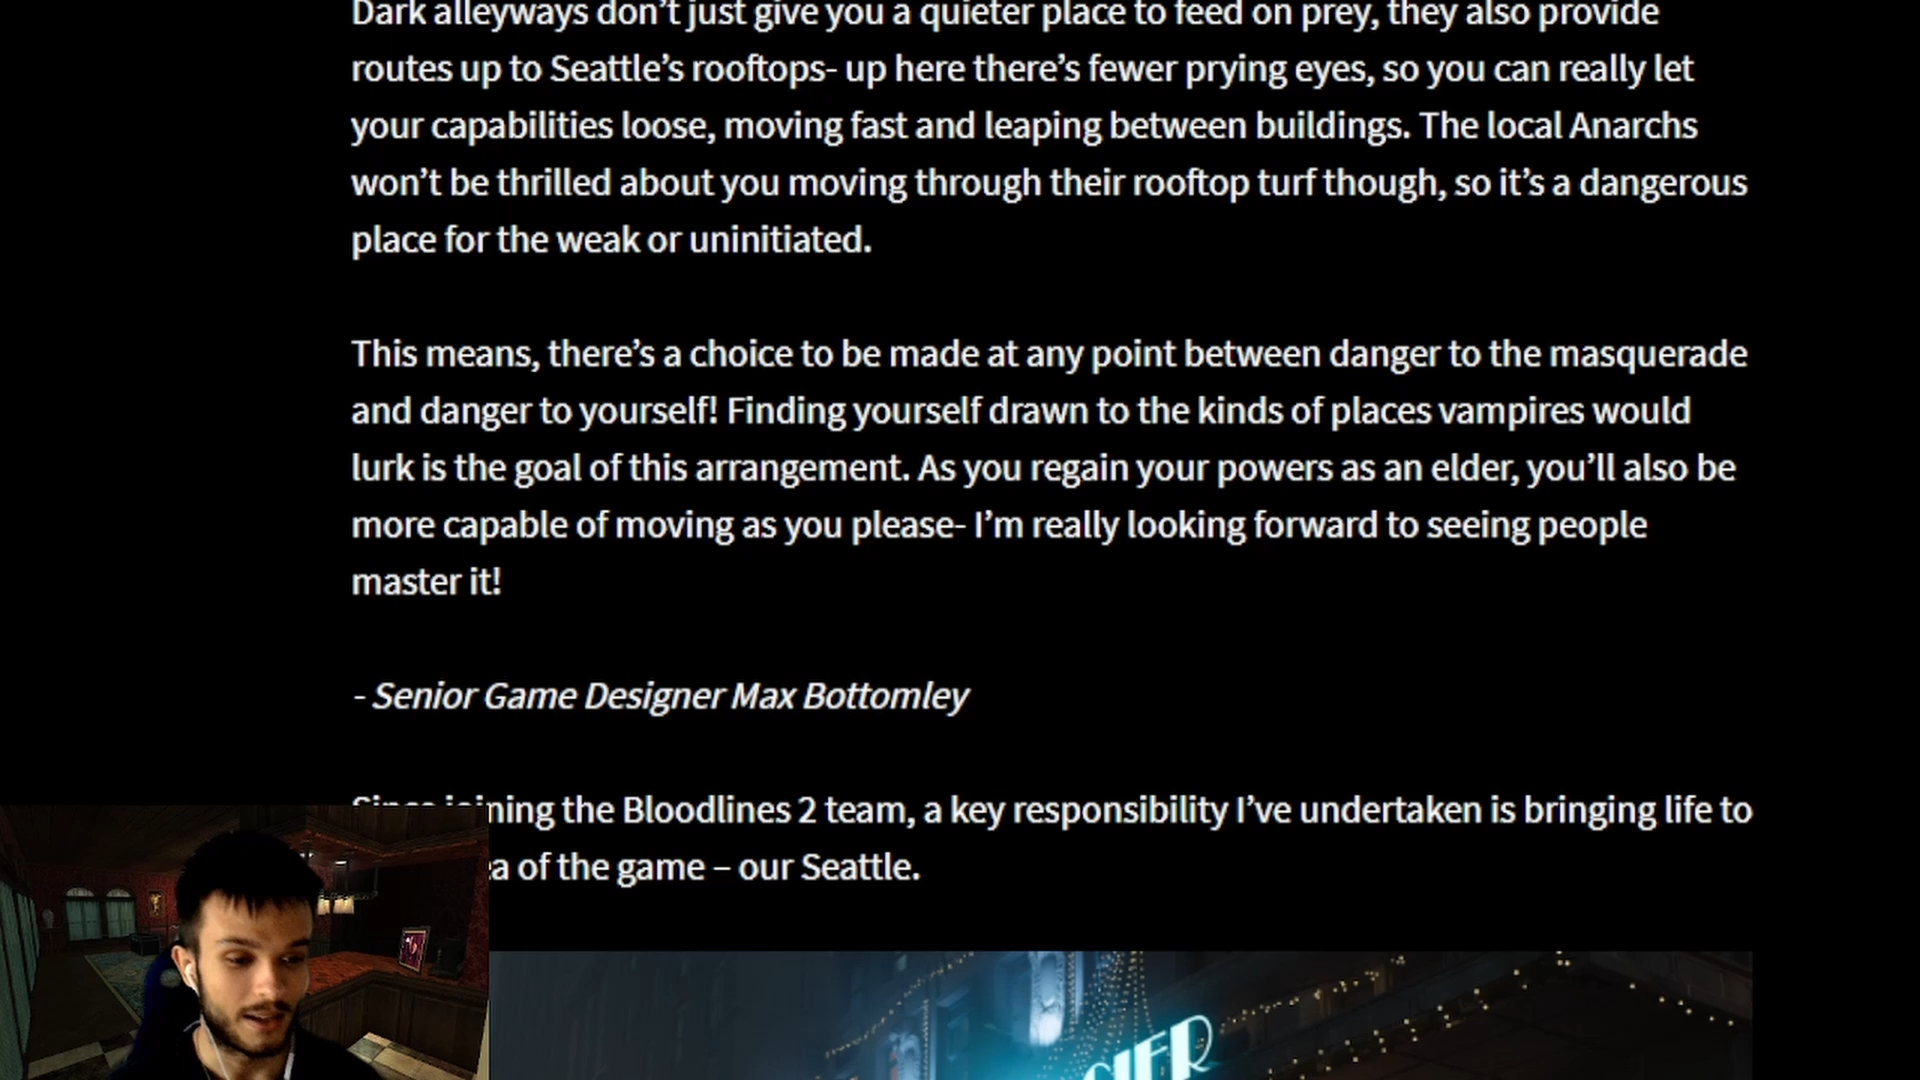 Dark alleyways don’t just give you a quieter place to feed on prey, they also provide
routes up to Seattle’s rooftops- up here there’s fewer prying eyes, so you can really let
your capabilities loose, moving fast and leaping between buildings. The local Anarchs
won’t be thrilled about you moving through their rooftop turf though, so it’s a dangerous
place for the weak or uninitiated.
This means, there’s a choice to be made at any point between danger to the masquerade
and danger to yourself! Finding yourself drawn to the kinds of places vampires would
lurk is the goal of this arrangement. As you regain your powers as an elder, you’ll also be
more capable of moving as you please- I’m really looking forward to seeing people
master it!
- Senior Game Designer Max Bottomley
Since joining the Bloodlines 2 team, a key responsibility I’ve undertaken is bringing life to
of the game – our Seattle.